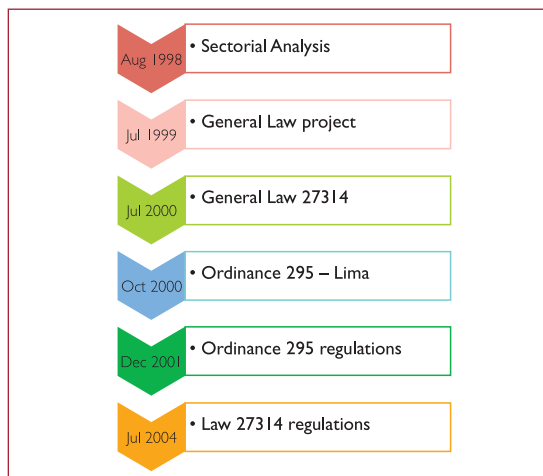 Aug 1998
• Sectorial Analysis
Jul 1999
• General Law project
Jul 2000
• General Law 27314
Oct 2000
• Ordinance 295 – Lima
Dec 2001
• Ordinance 295 regulations
Jul 2004
• Law 27314 regulations